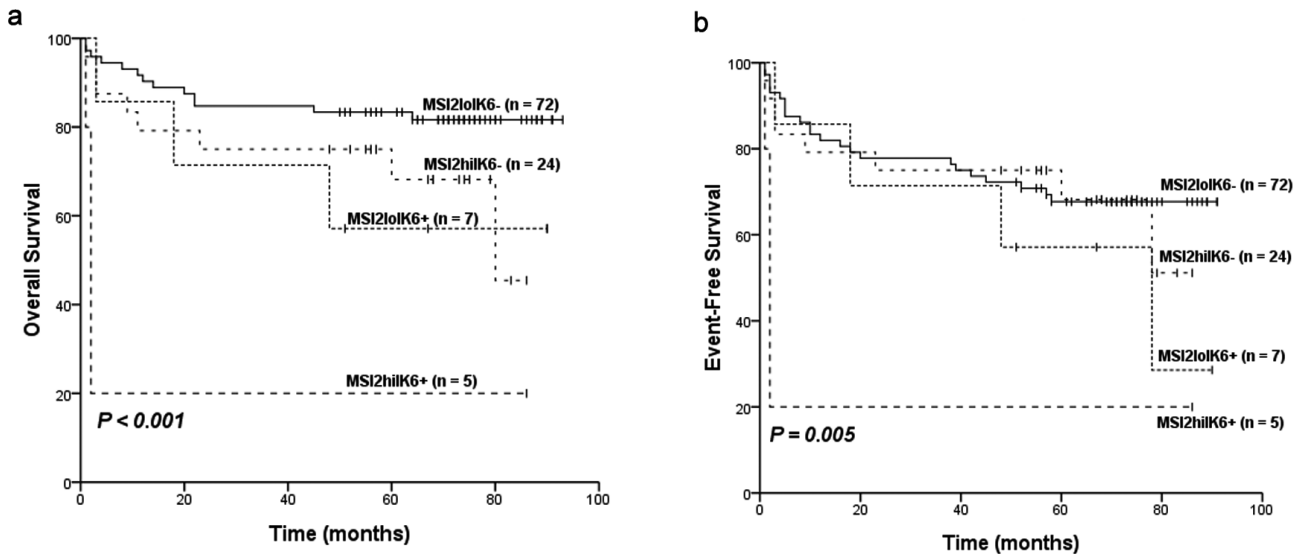 a
Overall Survival
100
80
60
40
20
0
0 20 40 60 80 100
Time (months)
MSI2loIK6- (n = 72)
MSI2hiIK6- (n = 24)
MSI2loIK6+ (n = 7)
MSI2hiIK6+ (n = 5)
P < 0.001
b
Event-Free Survival
100
80
60
40
20
0
0 20 40 60 80 100
Time (months)
MSI2loIK6- (n = 72)
MSI2hiIK6- (n = 24)
MSI2loIK6+ (n = 7)
MSI2hiIK6+ (n = 5)
P = 0.005